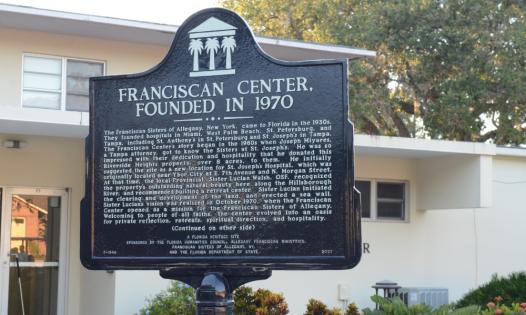 FRANCISCAN CENTER,
FOUNDED IN 1970
The Franciscan Sisters of Allegany, New York, came to Florida in the 1930s.
They founded hospitals in Miami, West Palm Beach, St. Petersburg, and
Tampa, including St. Anthony's in St. Petersburg and St. Joseph's in Tampa.
The Franciscan Center's story began in the 1960s when Joseph Miyares,
a Tampa attorney, got to know the Sisters at St. Joseph's. He was so
impressed with their dedication and hospitality that he donated this
Riverside Heights property, over 8 acres, to them. He initially
suggested the site as a new location for St. Joseph's Hospital, which was
originally located near Ybor City at E. 7th Avenue and N. Morgan Street.
At that time, the local Provincial, Sister Lucian Walsh, OSF, recognized
the property's outstanding natural beauty here along the Hillsborough
River, and recommended building a retreat center. Sister Lucian initiated
the clearing and development of the land, and erected a sea wall.
Sister Lucian's vision was realized in October 1970, when the Franciscan
Center opened as a mission of the Franciscan Sisters of Allegany.
Welcoming to people of all faiths, the center evolved into an oasis
for private reflection, retreats, spiritual direction, and hospitality.
(Continued on other side)
A FLORIDA HERITAGE SITE
SPONSORED BY THE FLORIDA HUMANITIES COUNCIL, ALLEGANY FRANCISCAN MINISTRIES,
FRANCISCAN SISTERS OF ALLEGANY, NY,
AND THE FLORIDA DEPARTMENT OF STATE
R